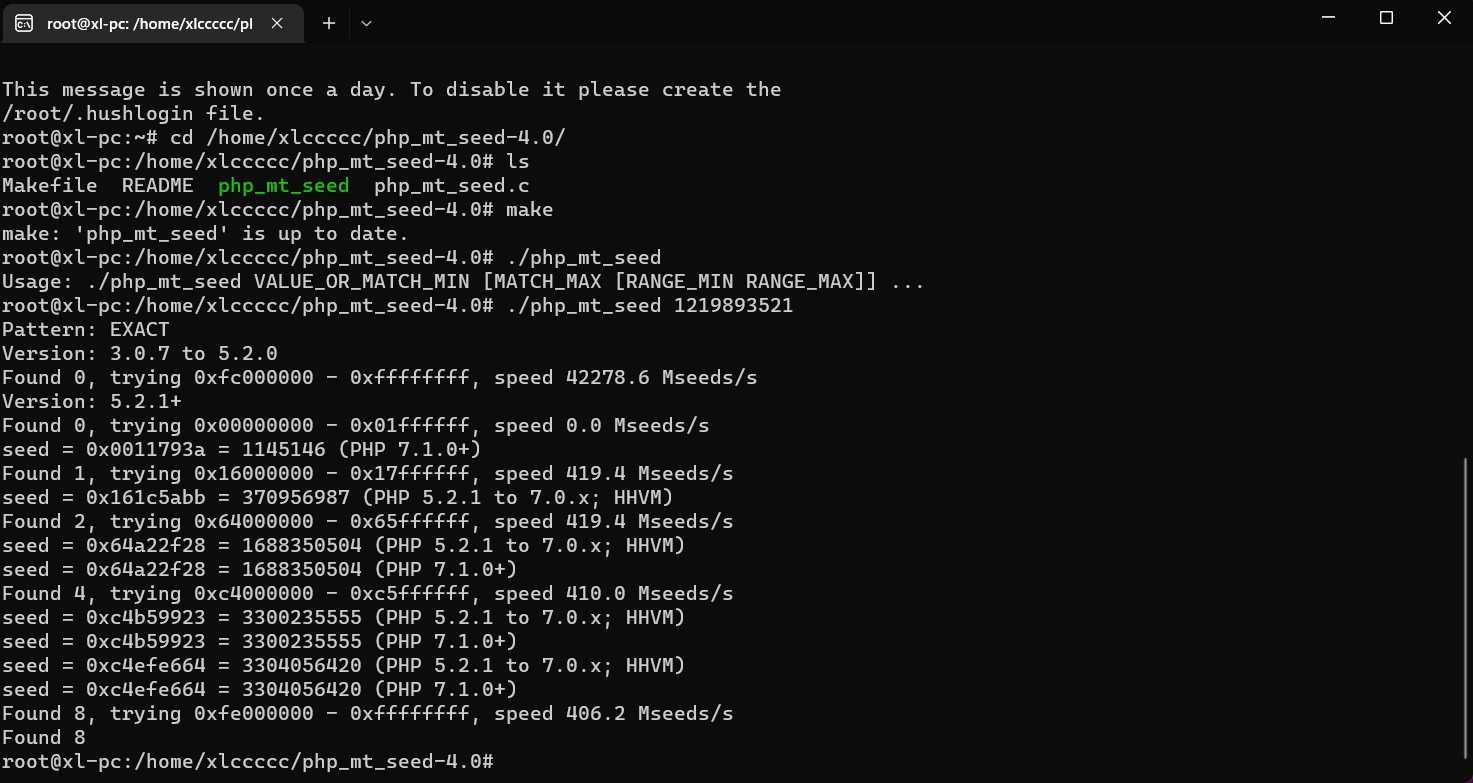 root@xl-pc: /home/xlccccc/pl
This message is shown once a day. To disable it please create the
/root/.hushlogin file.
root@xl-pc:~# cd /home/xlccccc/php_mt_seed-4.0/
root@xl-pc:/home/xlccccc/php_mt_seed-4.0# ls
Makefile  README  php_mt_seed  php_mt_seed.c
root@xl-pc:/home/xlccccc/php_mt_seed-4.0# make
make: 'php_mt_seed' is up to date.
root@xl-pc:/home/xlccccc/php_mt_seed-4.0# ./php_mt_seed
Usage: ./php_mt_seed VALUE_OR_MATCH_MIN [MATCH_MAX [RANGE_MIN RANGE_MAX]] ...
root@xl-pc:/home/xlccccc/php_mt_seed-4.0# ./php_mt_seed 1219893521
Pattern: EXACT
Version: 3.0.7 to 5.2.0
Found 0, trying 0xfc000000 - 0xffffffff, speed 42278.6 Mseeds/s
Version: 5.2.1+
Found 0, trying 0x00000000 - 0x01ffffff, speed 0.0 Mseeds/s
seed = 0x0011793a = 1145146 (PHP 7.1.0+)
Found 1, trying 0x16000000 - 0x17ffffff, speed 419.4 Mseeds/s
seed = 0x161c5abb = 370956987 (PHP 5.2.1 to 7.0.x; HHVM)
Found 2, trying 0x64000000 - 0x65ffffff, speed 419.4 Mseeds/s
seed = 0x64a22f28 = 1688350504 (PHP 5.2.1 to 7.0.x; HHVM)
seed = 0x64a22f28 = 1688350504 (PHP 7.1.0+)
Found 4, trying 0xc4000000 - 0xc5ffffff, speed 410.0 Mseeds/s
seed = 0xc4b59923 = 3300235555 (PHP 5.2.1 to 7.0.x; HHVM)
seed = 0xc4b59923 = 3300235555 (PHP 7.1.0+)
seed = 0xc4efe664 = 3304056420 (PHP 5.2.1 to 7.0.x; HHVM)
seed = 0xc4efe664 = 3304056420 (PHP 7.1.0+)
Found 8, trying 0xfe000000 - 0xffffffff, speed 406.2 Mseeds/s
Found 8
root@xl-pc:/home/xlccccc/php_mt_seed-4.0#